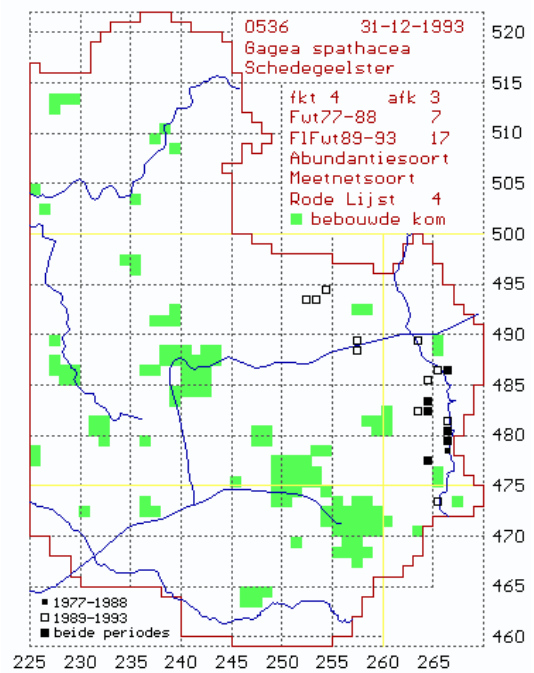 0536 31-12-1993
Gagea spathacea
Schedegeelster
fkt 4 afk 3
Fwt77-88 7
FlFwt89-93 17
Abundantiesoort
Meetnetsoort
Rode Lijst 4
bebouwde kom
520
515
510
505
500
495
490
485
480
475
470
465
460
1977-1988
1989-1993
beide periodes
225 230 235 240 245 250 255 260 265